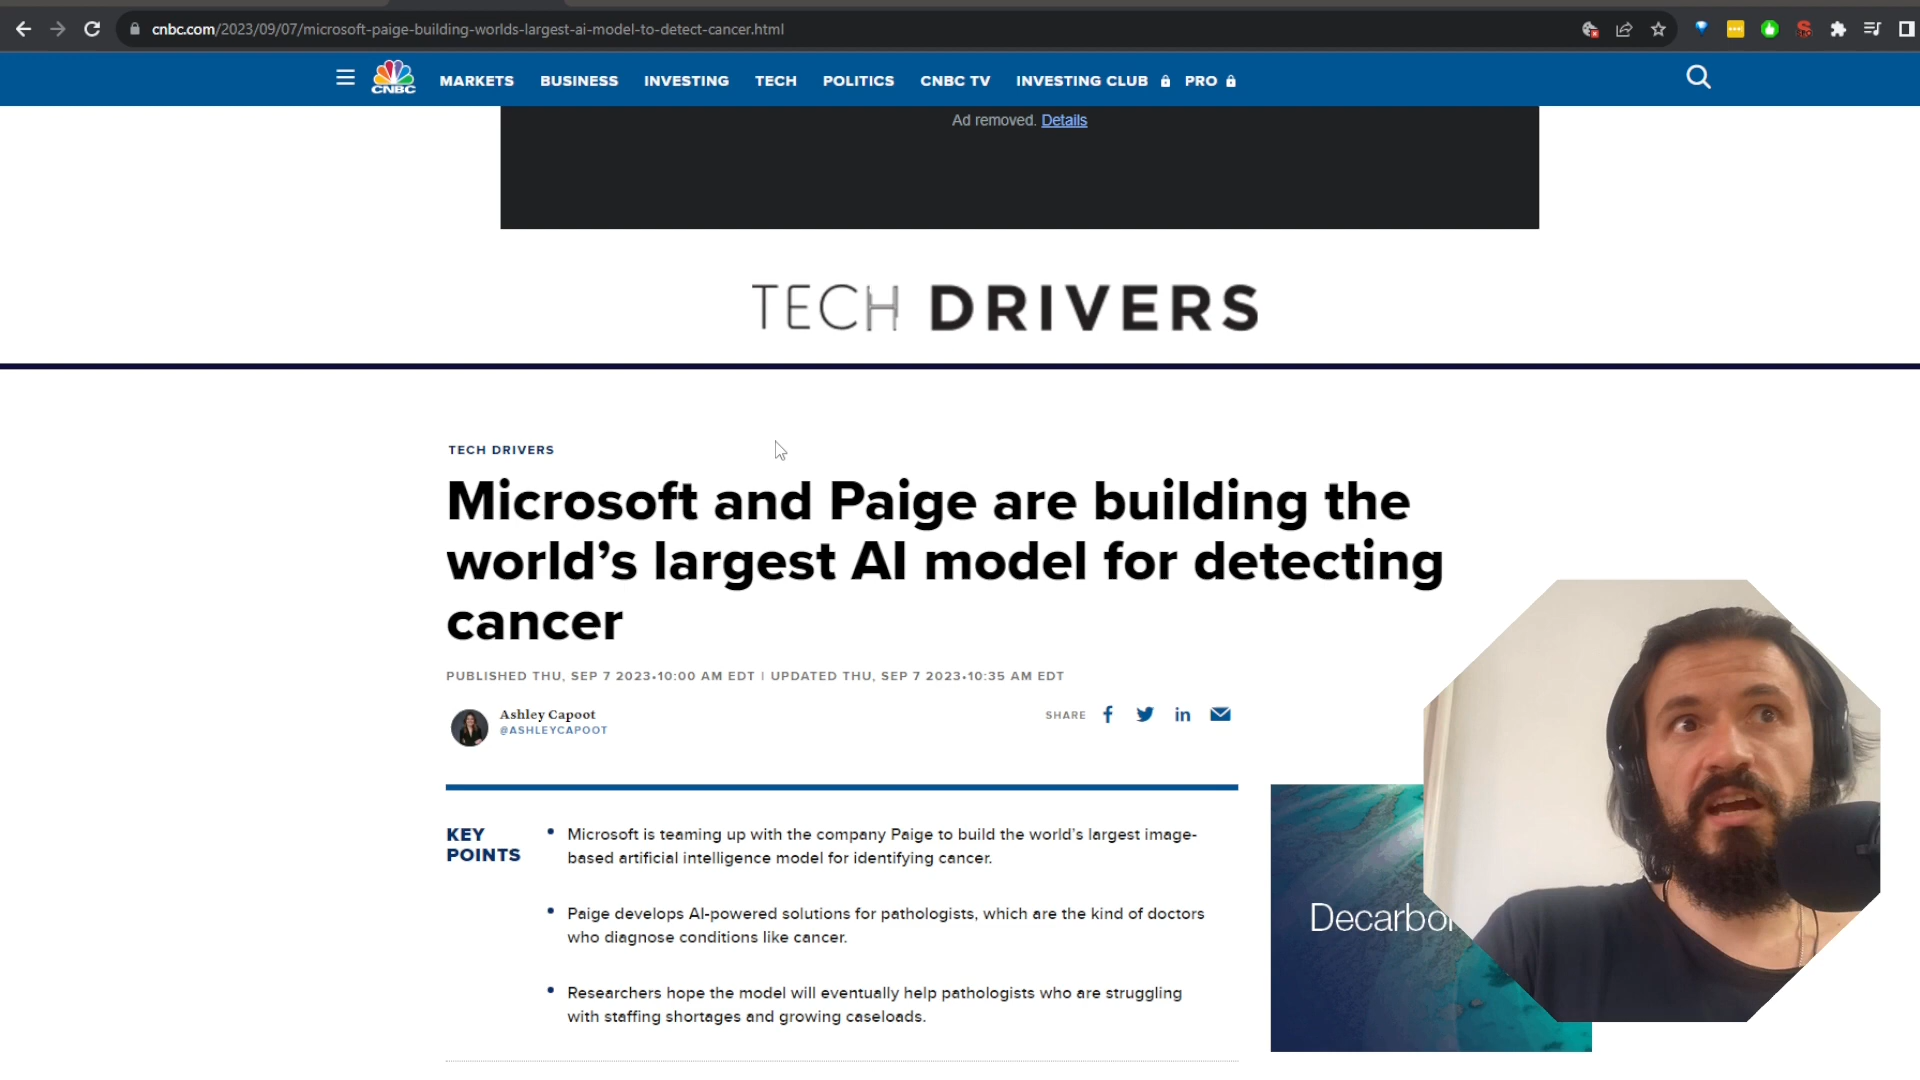 cnbc.com/2023/09/07/microsoft-paige-building-worlds-largest-ai-model-to-detect-cancer.html
CNBC MARKETS BUSINESS INVESTING TECH POLITICS CNBC TV INVESTING CLUB PRO
Ad removed. Details
TECH DRIVERS
TECH DRIVERS
Microsoft and Paige are building the
world’s largest AI model for detecting
cancer
PUBLISHED THU, SEP 7 2023•10:00 AM EDT | UPDATED THU, SEP 7 2023•10:35 AM EDT
Ashley Capoot
@ASHLEYCAPOOT
SHARE
KEY
POINTS
Microsoft is teaming up with the company Paige to build the world’s largest image-
based artificial intelligence model for identifying cancer.
Paige develops AI-powered solutions for pathologists, which are the kind of doctors
who diagnose conditions like cancer.
Researchers hope the model will eventually help pathologists who are struggling
with staffing shortages and growing caseloads.